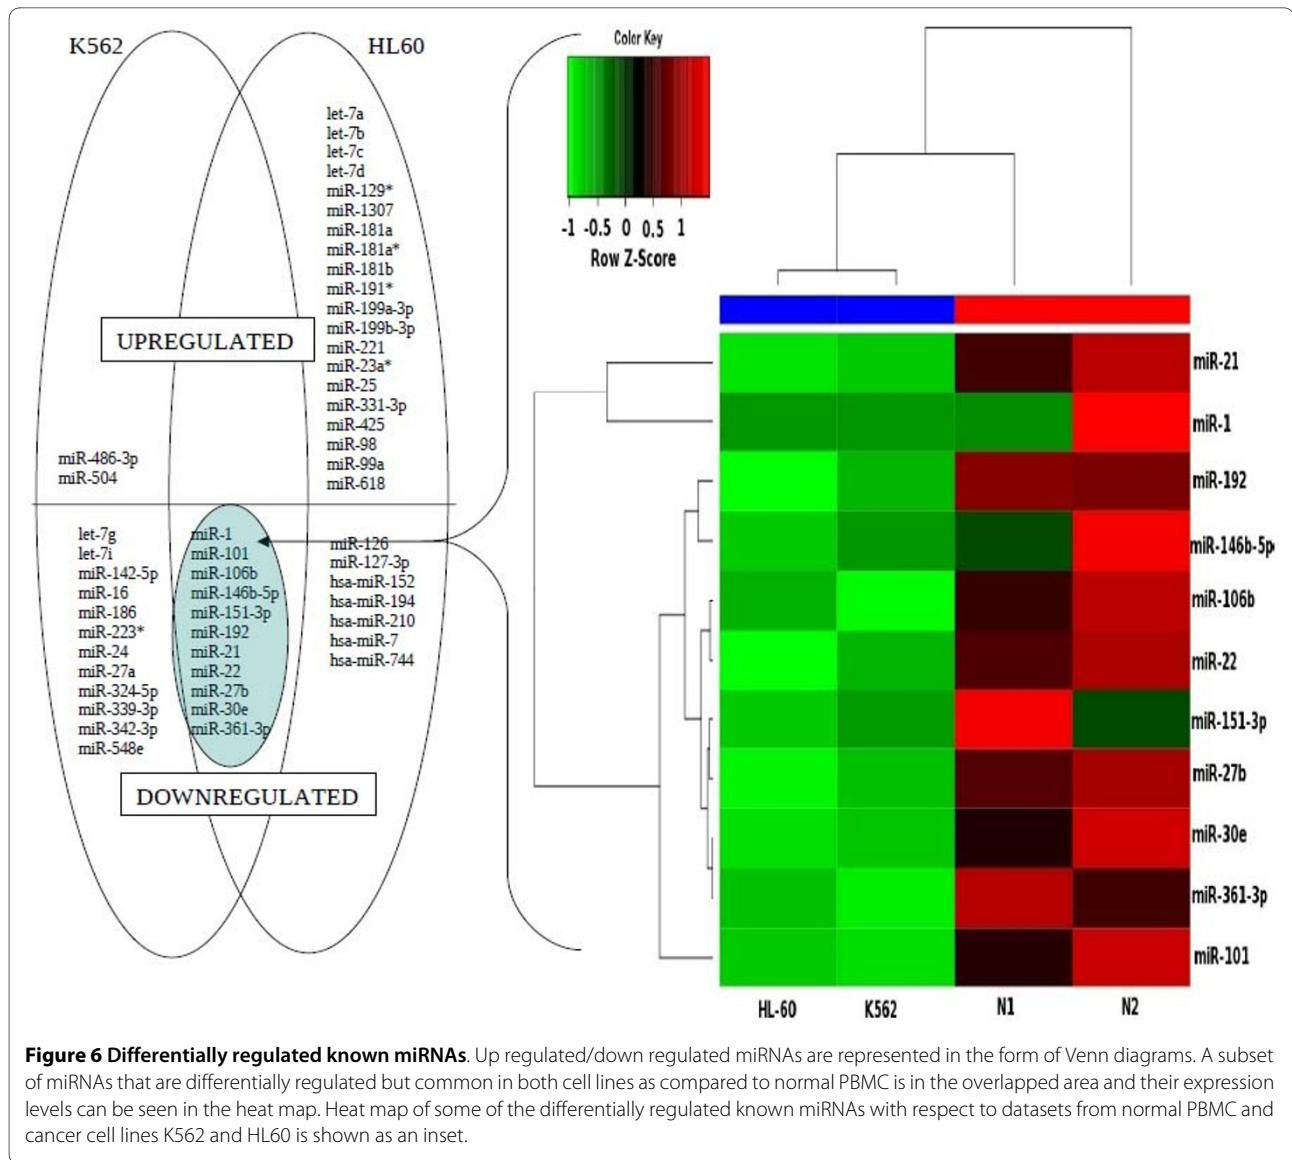 K562
HL60
let-7a
let-7b
let-7c
let-7d
miR-129*
miR-1307
miR-181a
miR-181a*
miR-181b
miR-191*
miR-199a-3p
miR-199b-3p
miR-221
miR-23a*
miR-25
miR-331-3p
miR-425
miR-98
miR-99a
miR-618
UPREGULATED
miR-486-3p
miR-504
let-7g
let-7i
miR-142-5p
miR-16
miR-186
miR-223*
miR-24
miR-27a
miR-324-5p
miR-339-3p
miR-342-3p
miR-548e
miR-1
miR-101
miR-106b
miR-146b-5p
miR-151-3p
miR-192
miR-21
miR-22
miR-27b
miR-30e
miR-361-3p
miR-126
miR-127-3p
hsa-miR-152
hsa-miR-194
hsa-miR-210
hsa-miR-7
hsa-miR-744
DOWNREGULATED
Color Key
-1 -0.5 0 0.5 1
Row Z-Score
miR-21
miR-1
miR-192
miR-146b-5p
miR-106b
miR-22
miR-151-3p
miR-27b
miR-30e
miR-361-3p
miR-101
HL-60 K562 N1 N2
Figure 6 Differentially regulated known miRNAs. Up regulated/down regulated miRNAs are represented in the form of Venn diagrams. A subset
of miRNAs that are differentially regulated but common in both cell lines as compared to normal PBMC is in the overlapped area and their expression
levels can be seen in the heat map. Heat map of some of the differentially regulated known miRNAs with respect to datasets from normal PBMC and
cancer cell lines K562 and HL60 is shown as an inset.